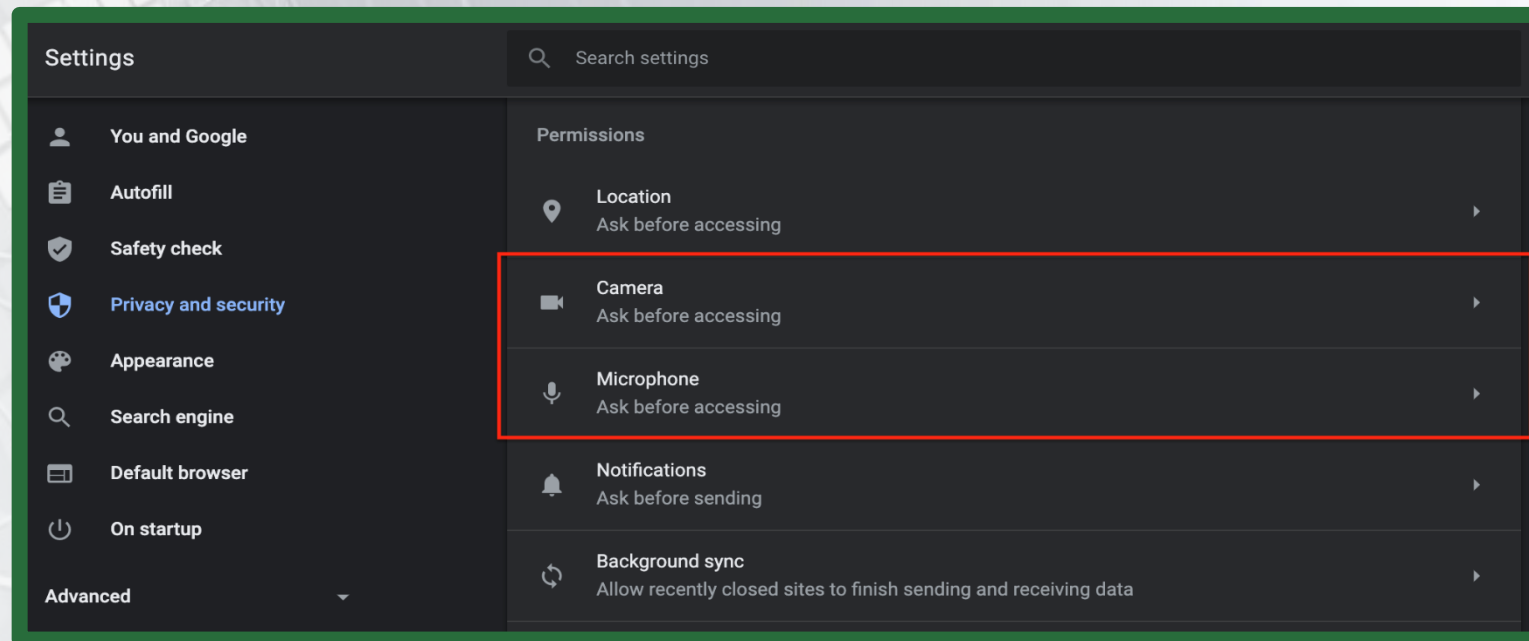 Settings
Search settings
You and Google
Autofill
Safety check
Privacy and security
Appearance
Search engine
Default browser
On startup
Advanced
Permissions
Location
Ask before accessing
Camera
Ask before accessing
Microphone
Ask before accessing
Notifications
Ask before sending
Background sync
Allow recently closed sites to finish sending and receiving data